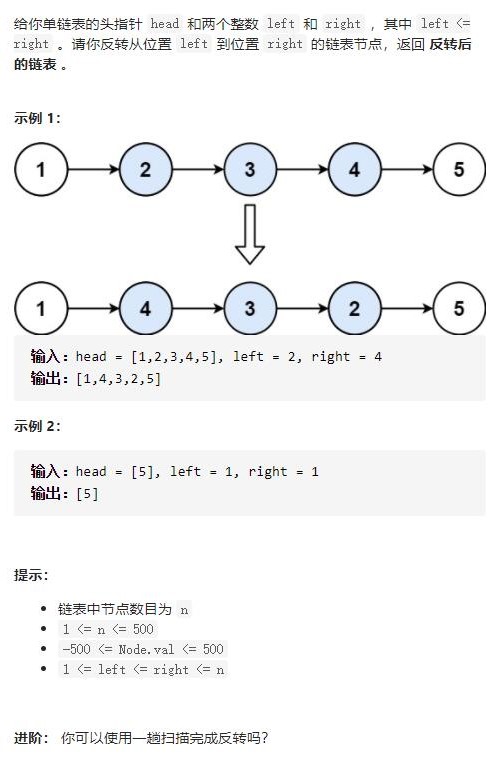 给你单链表的头指针 head 和两个整数 left 和 right ，其中 left <=
right 。请你反转从位置 left 到位置 right 的链表节点，返回 反转后
的链表 。
示例 1：
1 2 3 4 5
1 4 3 2 5
输入：head = [1,2,3,4,5], left = 2, right = 4
输出：[1,4,3,2,5]
示例 2：
输入：head = [5], left = 1, right = 1
输出：[5]
提示：
链表中节点数目为 n
1 <= n <= 500
-500 <= Node.val <= 500
1 <= left <= right <= n
进阶： 你可以使用一趟扫描完成反转吗？